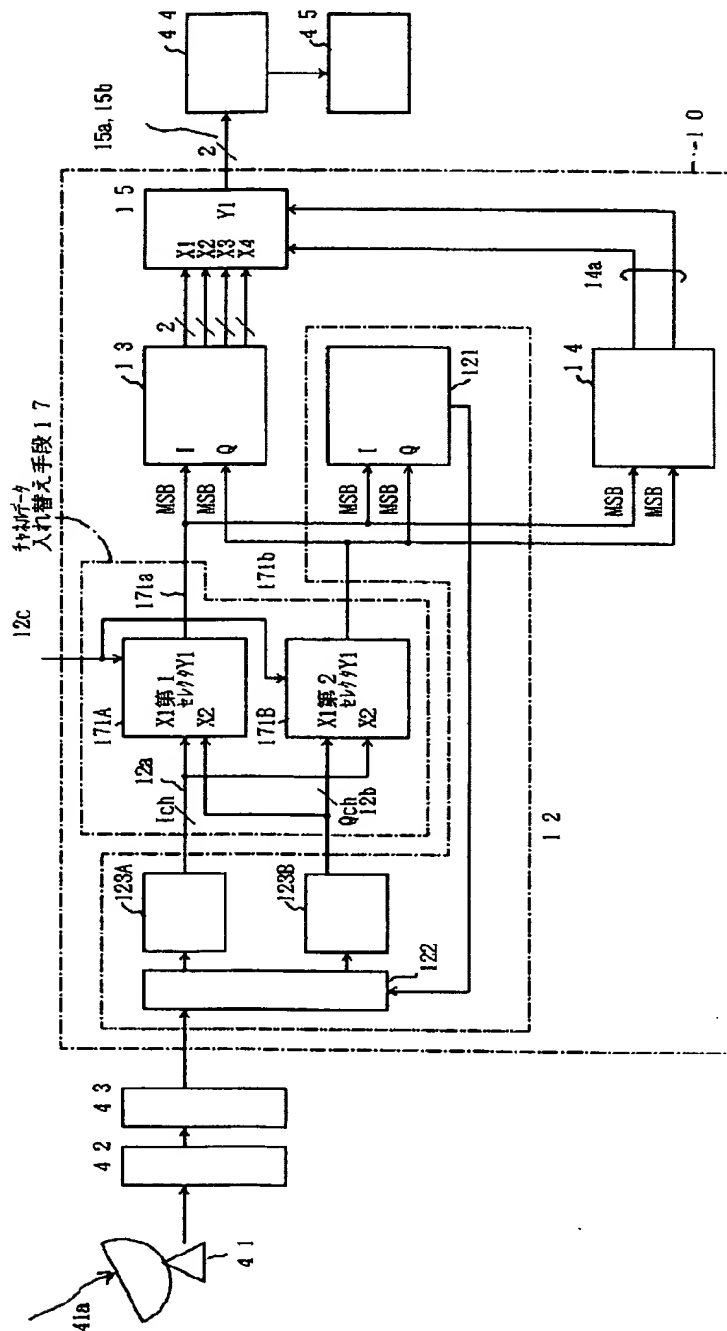 41a
41
42
43
12c
チャネルデータ
入れ替え手段17
123A
123B
122
Ich
12a
Qch
12b
171A
X1第1
セレクタY1
X2
171B
X1第2
セレクタY1
X2
171a
171b
MSB
MSB
13
I
Q
MSB
MSB
I
Q
121
MSB
MSB
14
14a
2
15
X1
X2
X3
X4
Y1
2
15a, 15b
44
45
12
10